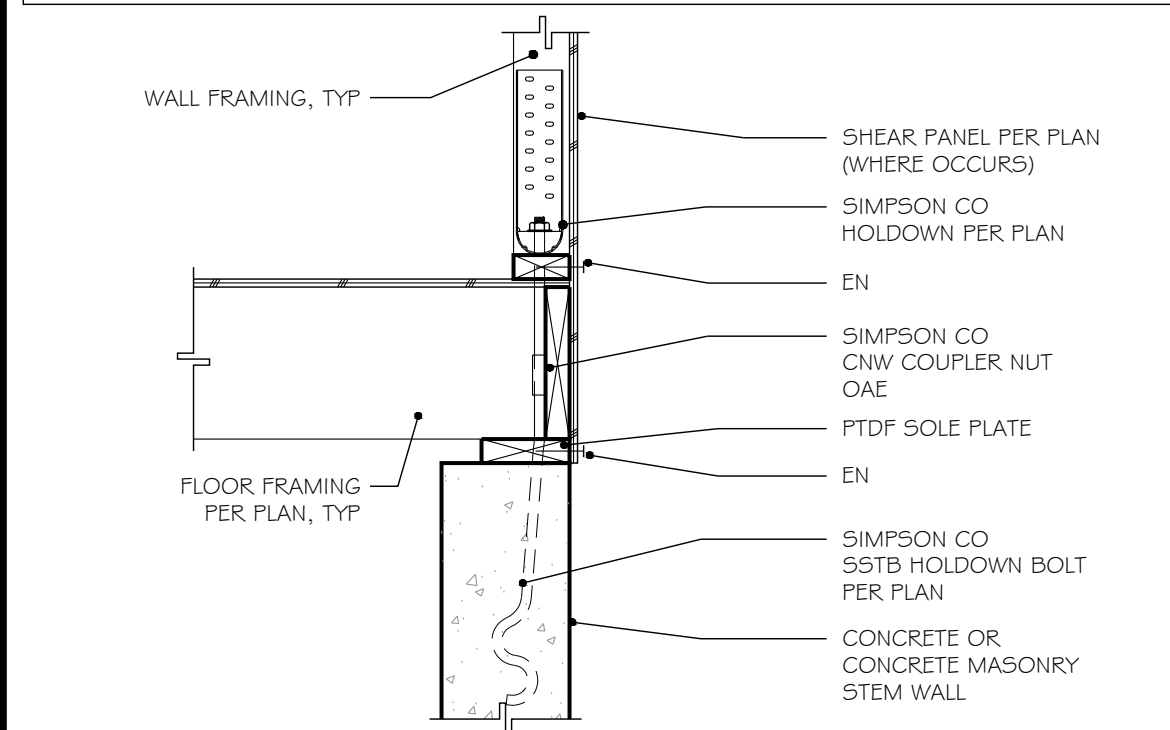 WALL FRAMING, TYP
SHEAR PANEL PER PLAN
(WHERE OCCURS)
SIMPSON CO
HOLDOWN PER PLAN
EN
SIMPSON CO
CNW COUPLER NUT
OAE
PTDF SOLE PLATE
EN
FLOOR FRAMING
PER PLAN, TYP
SIMPSON CO
SSTB HOLDOWN BOLT
PER PLAN
CONCRETE OR
CONCRETE MASONRY
STEM WALL